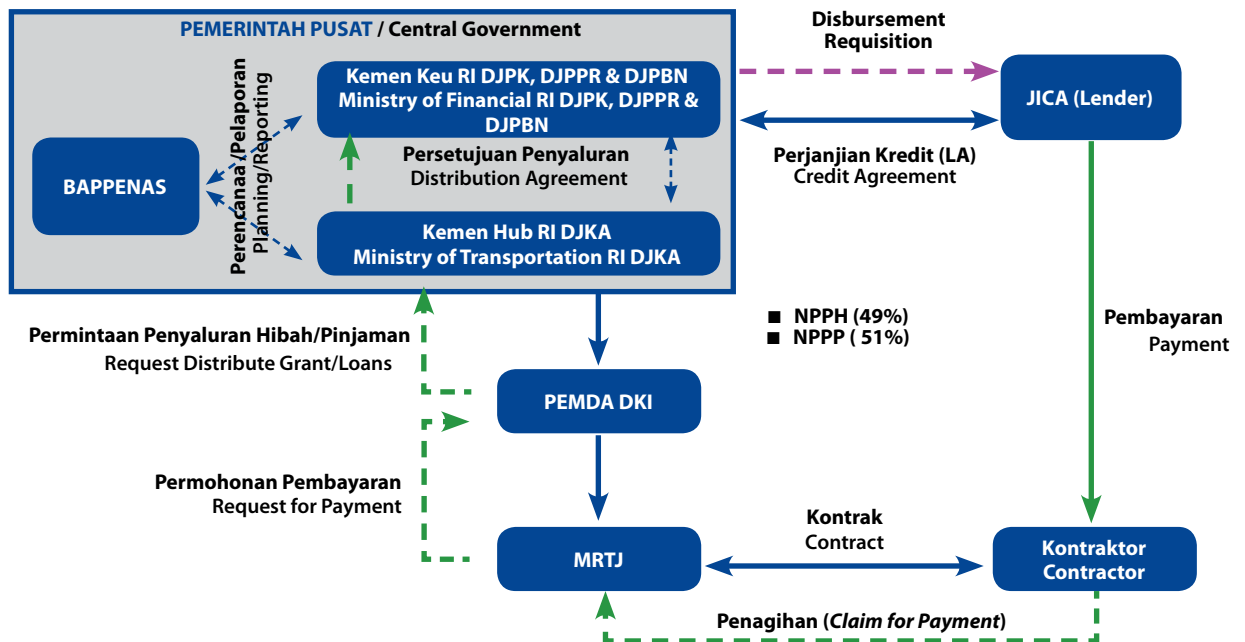 PEMERINTAH PUSAT / Central Government
Disbursement
Requisition
Kemen Keu RI DJPK, DJPPR & DJPBN
Ministry of Financial RI DJPK, DJPPR &
DJPBN
JICA (Lender)
BAPPENAS
Perencanaa /Pelaporan
Planning/Reporting
Persetujuan Penyaluran
Distribution Agreement
Perjanjian Kredit (LA)
Credit Agreement
Kemen Hub RI DJKA
Ministry of Transportation RI DJKA
■ NPPH (49%)
■ NPPP ( 51%)
Permintaan Penyaluran Hibah/Pinjaman
Request Distribute Grant/Loans
Pembayaran
Payment
PEMDA DKI
Permohonan Pembayaran
Request for Payment
Kontrak
Contract
MRTJ
Kontraktor
Contractor
Penagihan (Claim for Payment)